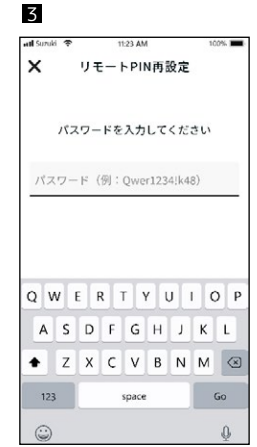 3
Suzuki 11:23 AM 100%
× リモートPIN再設定
パスワードを入力してください
パスワード（例：Qwer1234!k48）
Q W E R T Y U I O P
A S D F G H J K L
Z X C V B N M
123 space Go